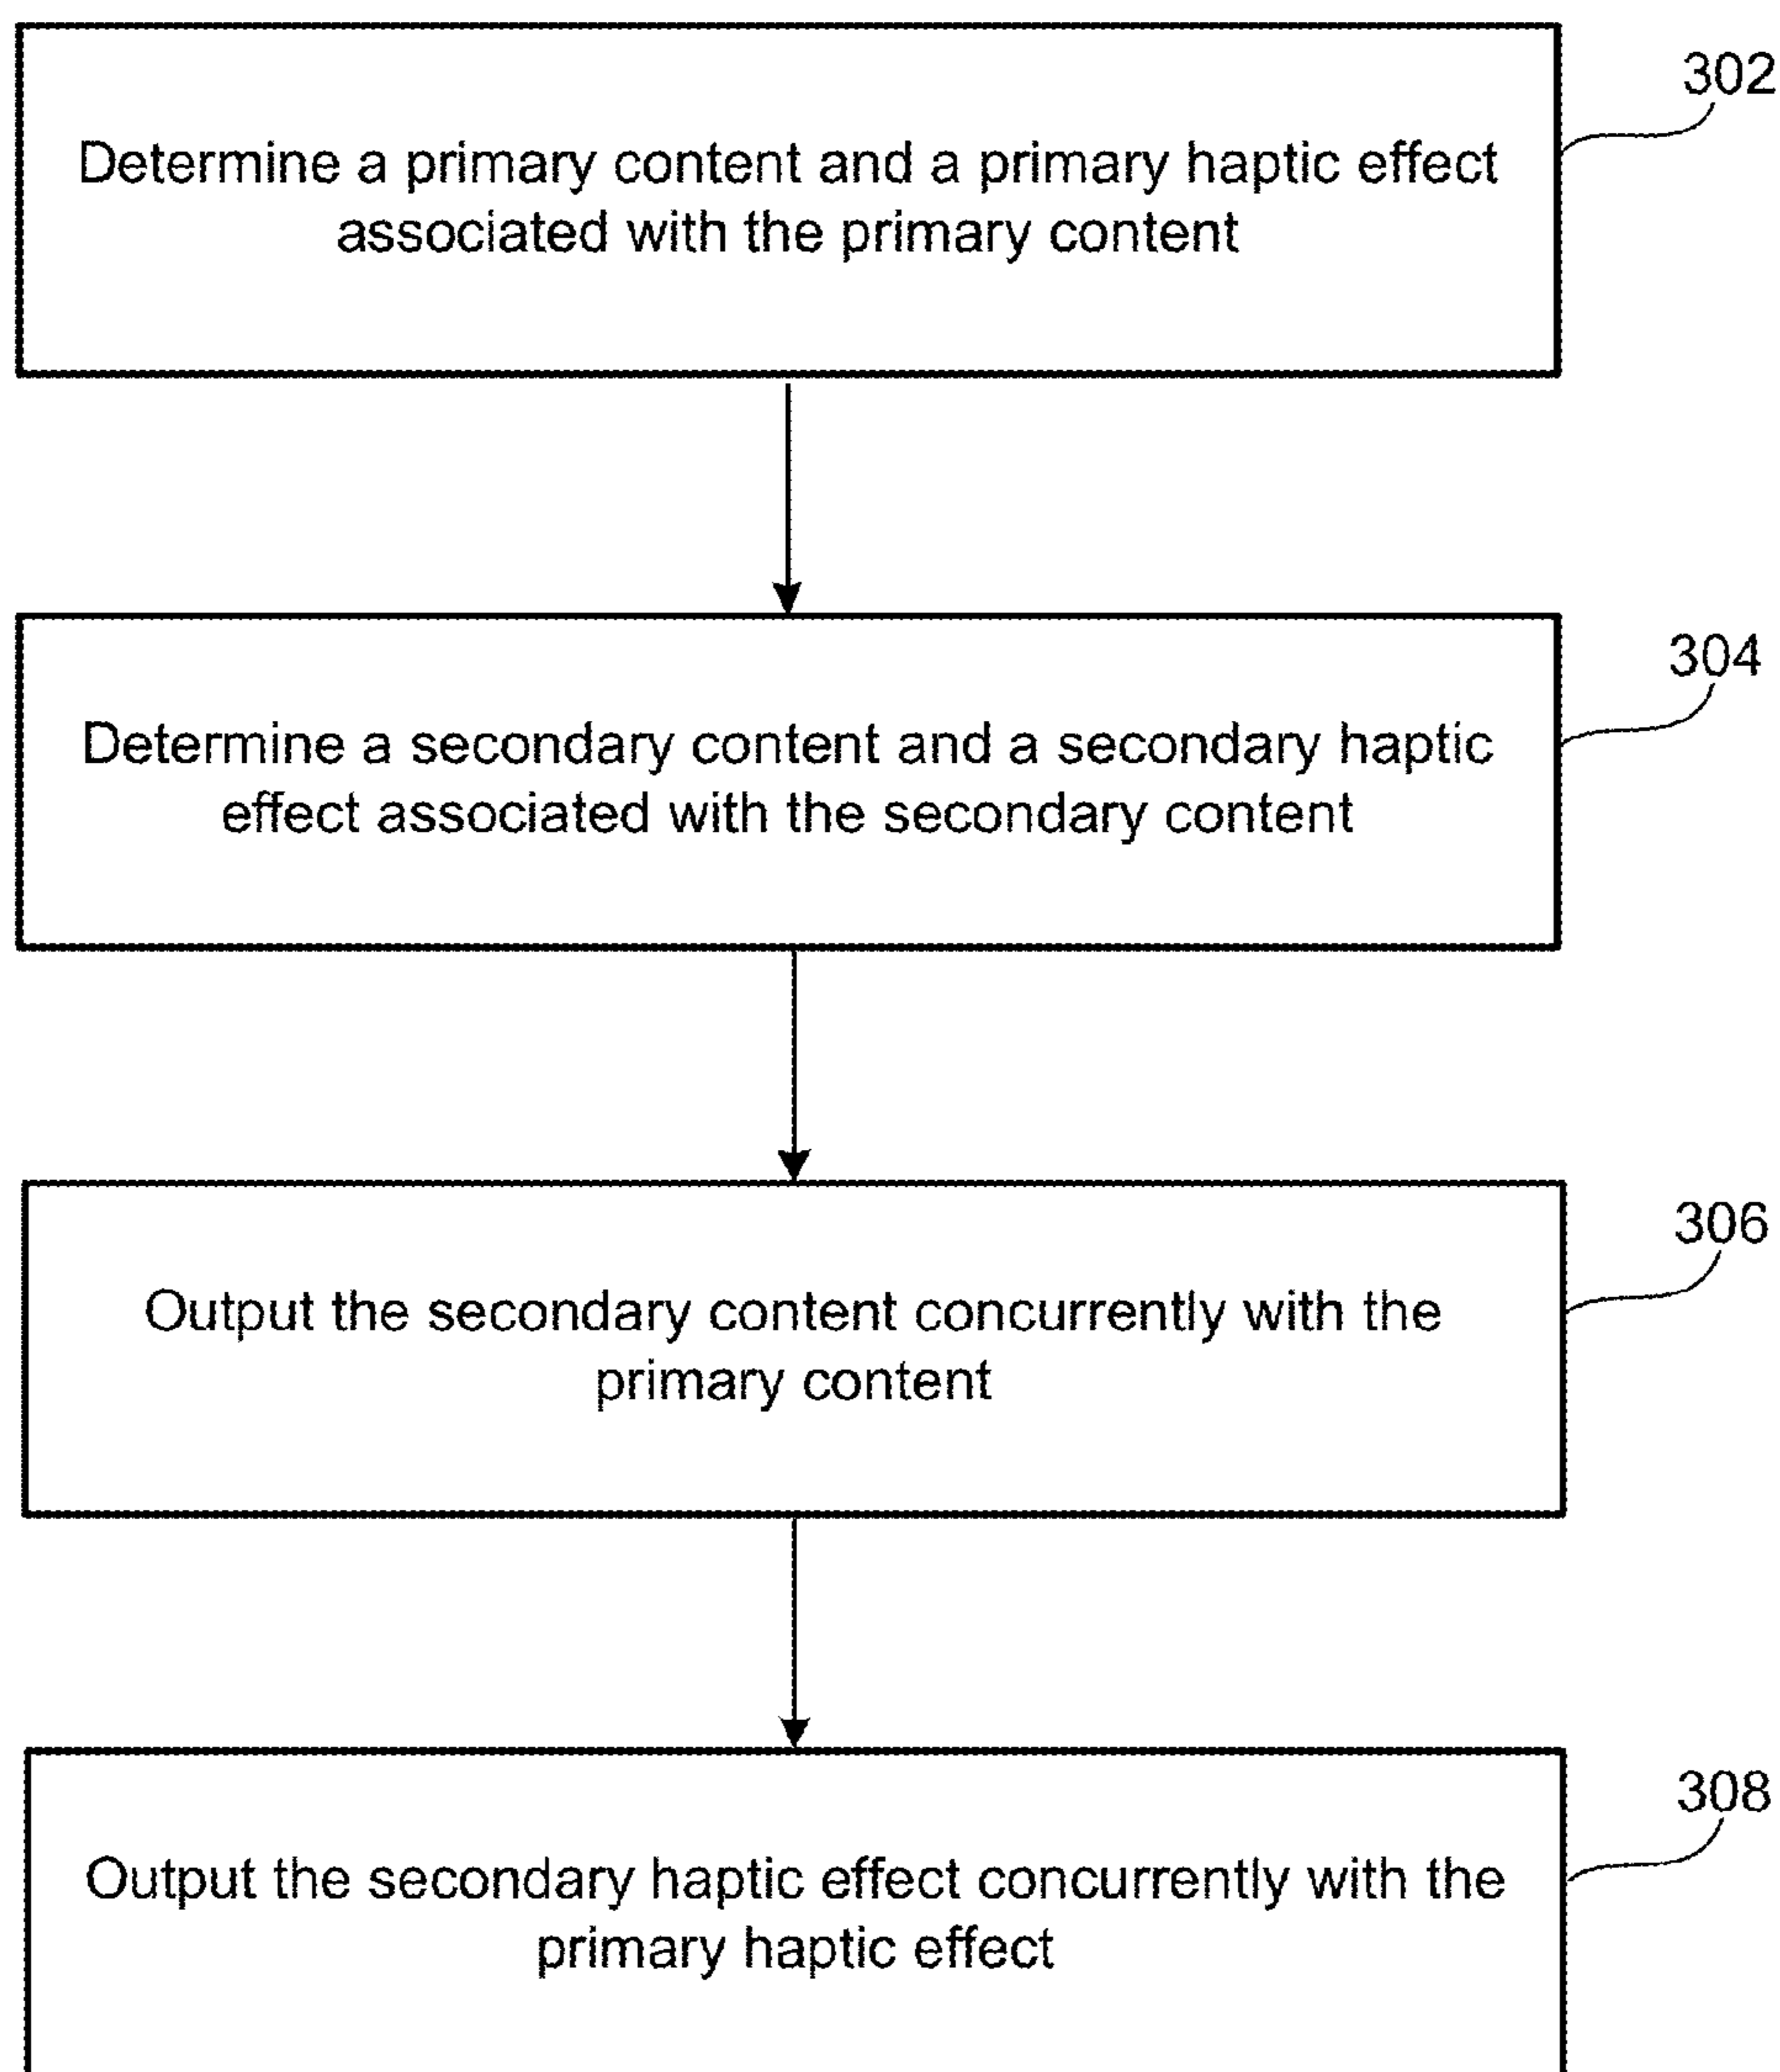 302
Determine a primary content and a primary haptic effect
associated with the primary content
304
Determine a secondary content and a secondary haptic
effect associated with the secondary content
306
Output the secondary content concurrently with the
primary content
308
Output the secondary haptic effect concurrently with the
primary haptic effect